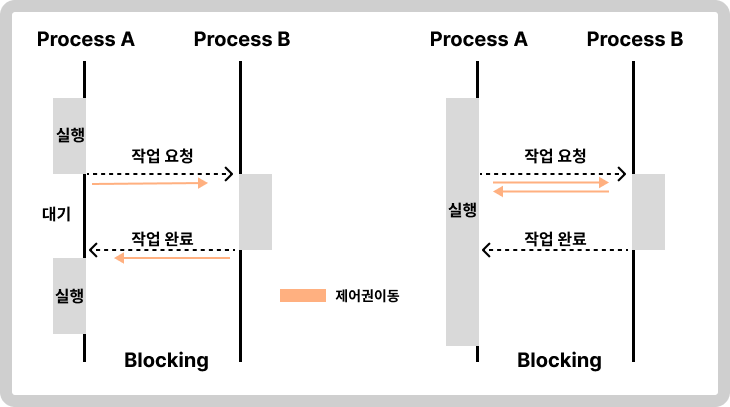 Process A
Process B
실행
작업 요청
대기
작업 완료
실행
Blocking
Process A
Process B
작업 요청
실행
작업 완료
Blocking
제어권이동